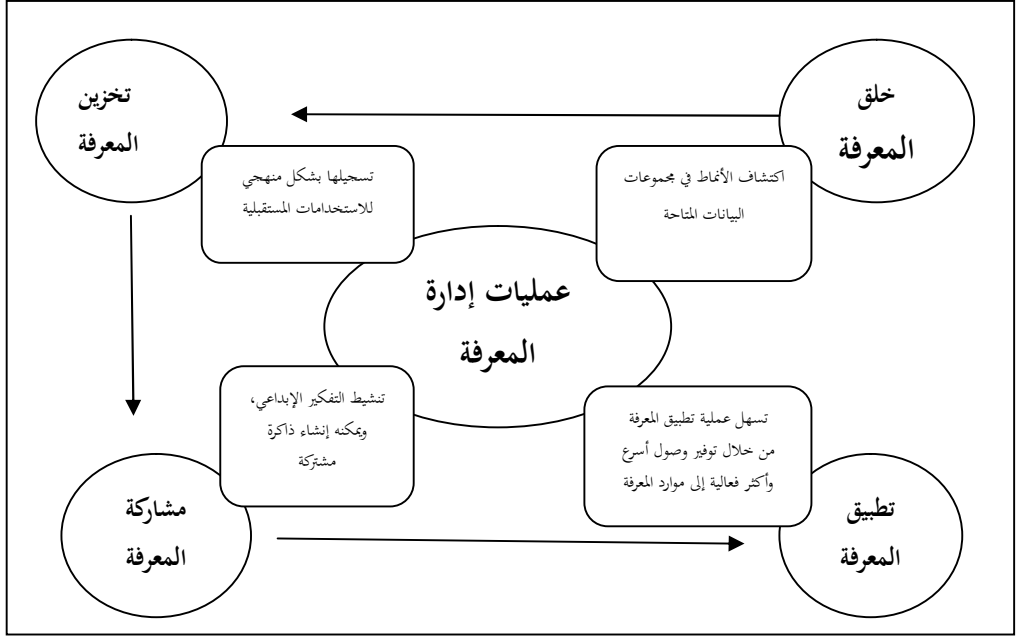 خلق
المعرفة
اكتشاف الأنماط في مجموعات
البيانات المتاحة
تخزين
المعرفة
تسجيلها بشكل منهجي
للاستخدامات المستقبلية
عمليات إدارة
المعرفة
مشاركة
المعرفة
تنشيط التفكير الإبداعي،
ويمكنه إنشاء ذاكرة
مشتركة
تطبيق
المعرفة
تسهل عملية تطبيق المعرفة
من خلال توفير وصول أسرع
وأكثر فعالية إلى موارد المعرفة